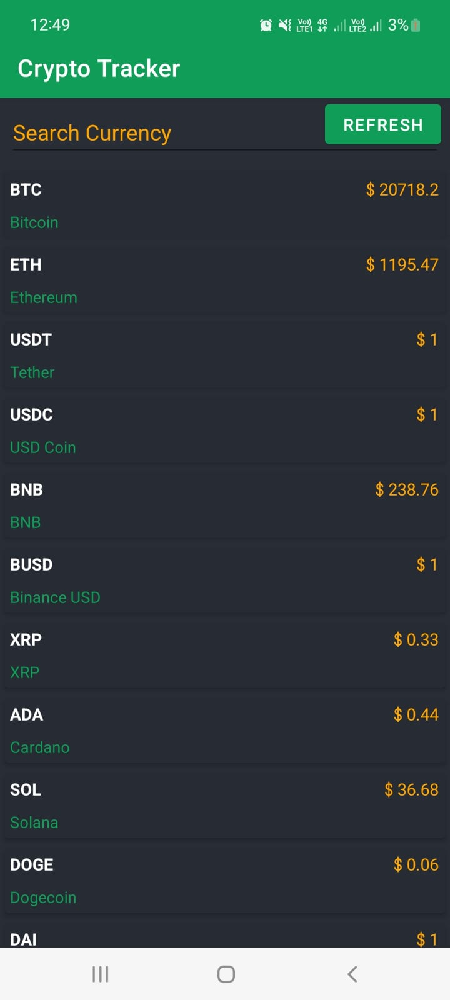 12:49 Vo)) LTE1 4G Vo)) LTE2 3%
Crypto Tracker
Search Currency REFRESH
BTC $ 20718.2
Bitcoin
ETH $ 1195.47
Ethereum
USDT $ 1
Tether
USDC $ 1
USD Coin
BNB $ 238.76
BNB
BUSD $ 1
Binance USD
XRP $ 0.33
XRP
ADA $ 0.44
Cardano
SOL $ 36.68
Solana
DOGE $ 0.06
Dogecoin
DAI $ 1